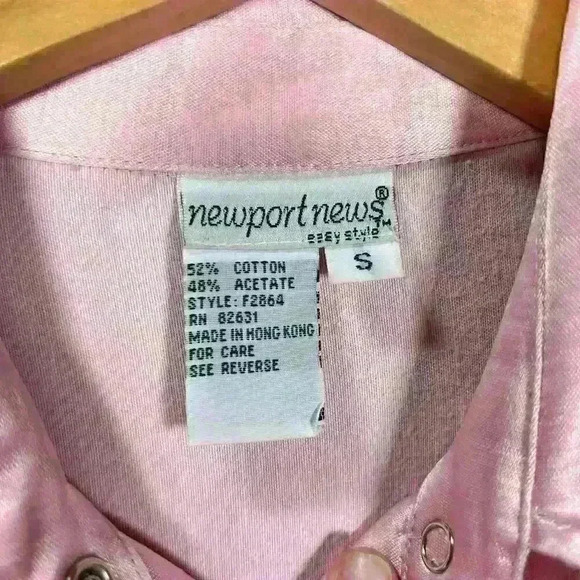 newport news®
easy style™
S
52% COTTON
48% ACETATE
STYLE: F2864
RN 82631
MADE IN HONG KONG
FOR CARE
SEE REVERSE